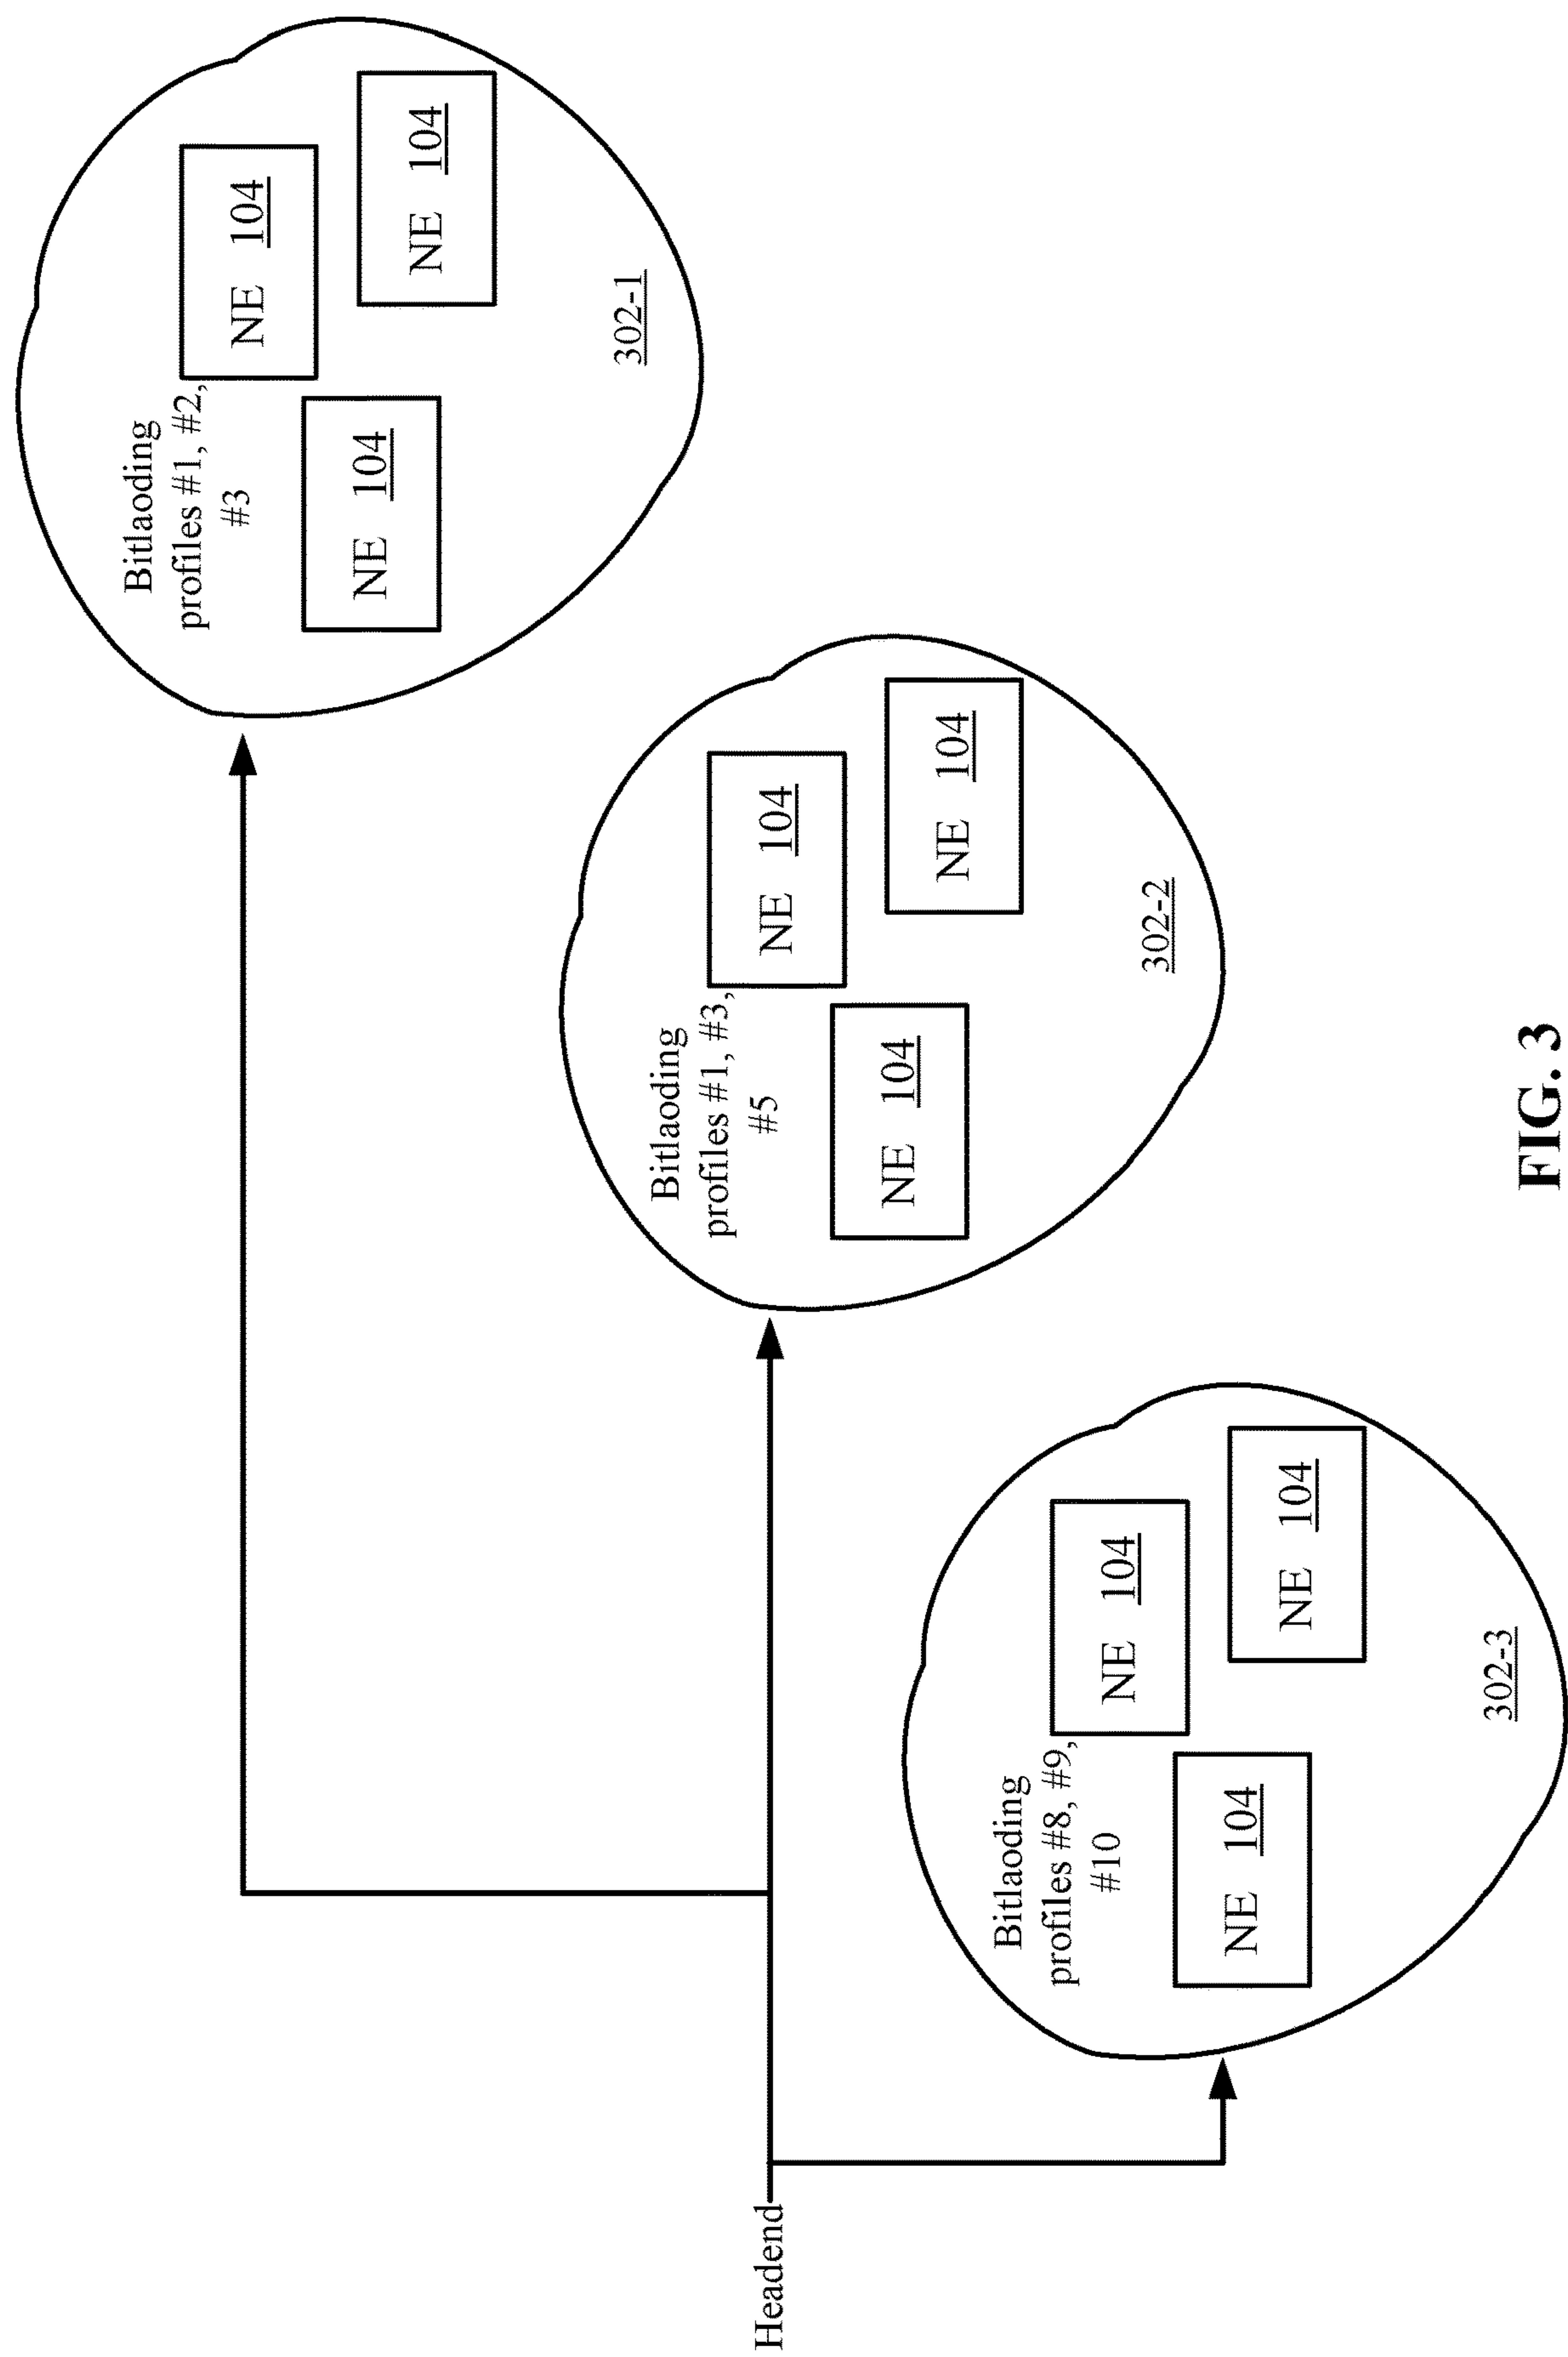 Bitlaoding
profiles #1, #2,
#3
NE 104
NE 104
NE 104
302-1
Bitlaoding
profiles #1, #3,
#5
NE 104
NE 104
NE 104
302-2
Headend
Bitlaoding
profiles #8, #9,
#10
NE 104
NE 104
NE 104
302-3
FIG. 3